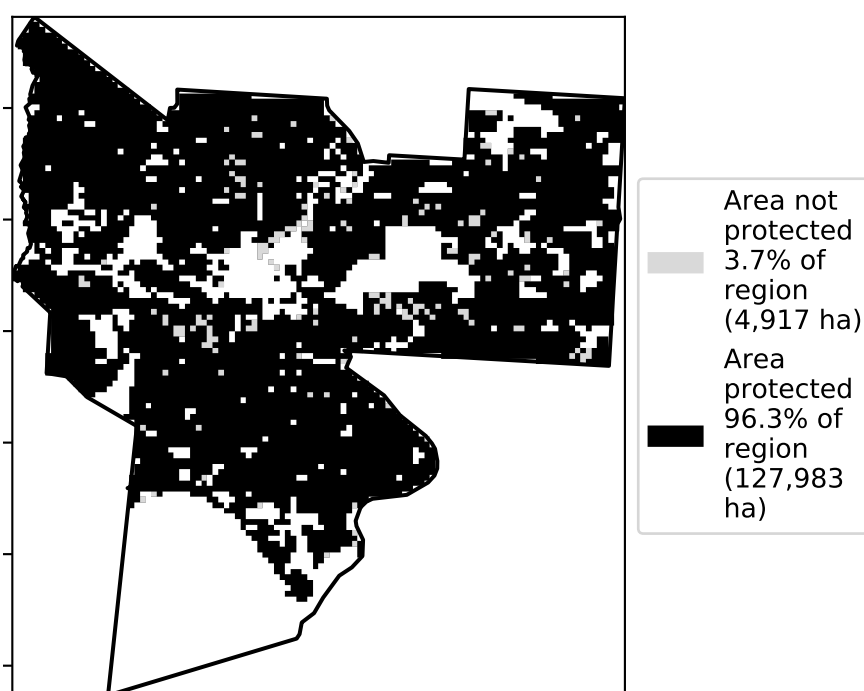 Area not
protected
3.7% of
region
(4,917 ha)
Area
protected
96.3% of
region
(127,983
ha)